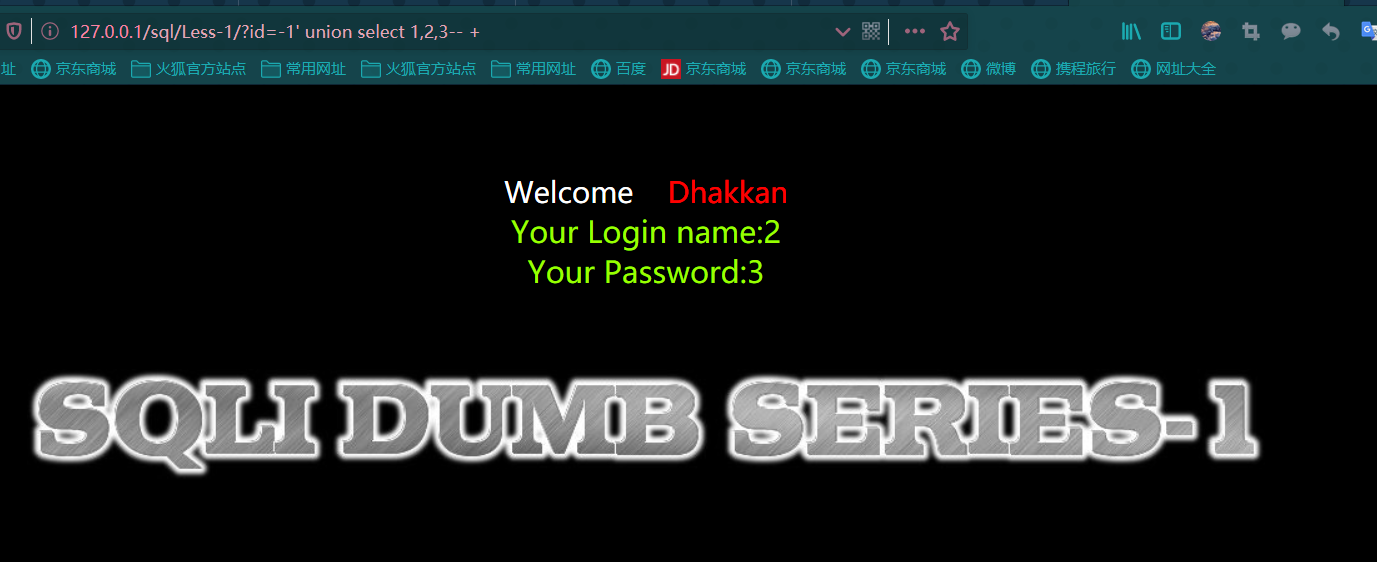 127.0.0.1/sql/Less-1/?id=-1' union select 1,2,3-- +
址 京东商城 火狐官方站点 常用网址 火狐官方站点 常用网址 百度 JD 京东商城 京东商城 京东商城 微博 携程旅行 网址大全
Welcome Dhakkan
Your Login name:2
Your Password:3
SQLI DUMB SERIES-1